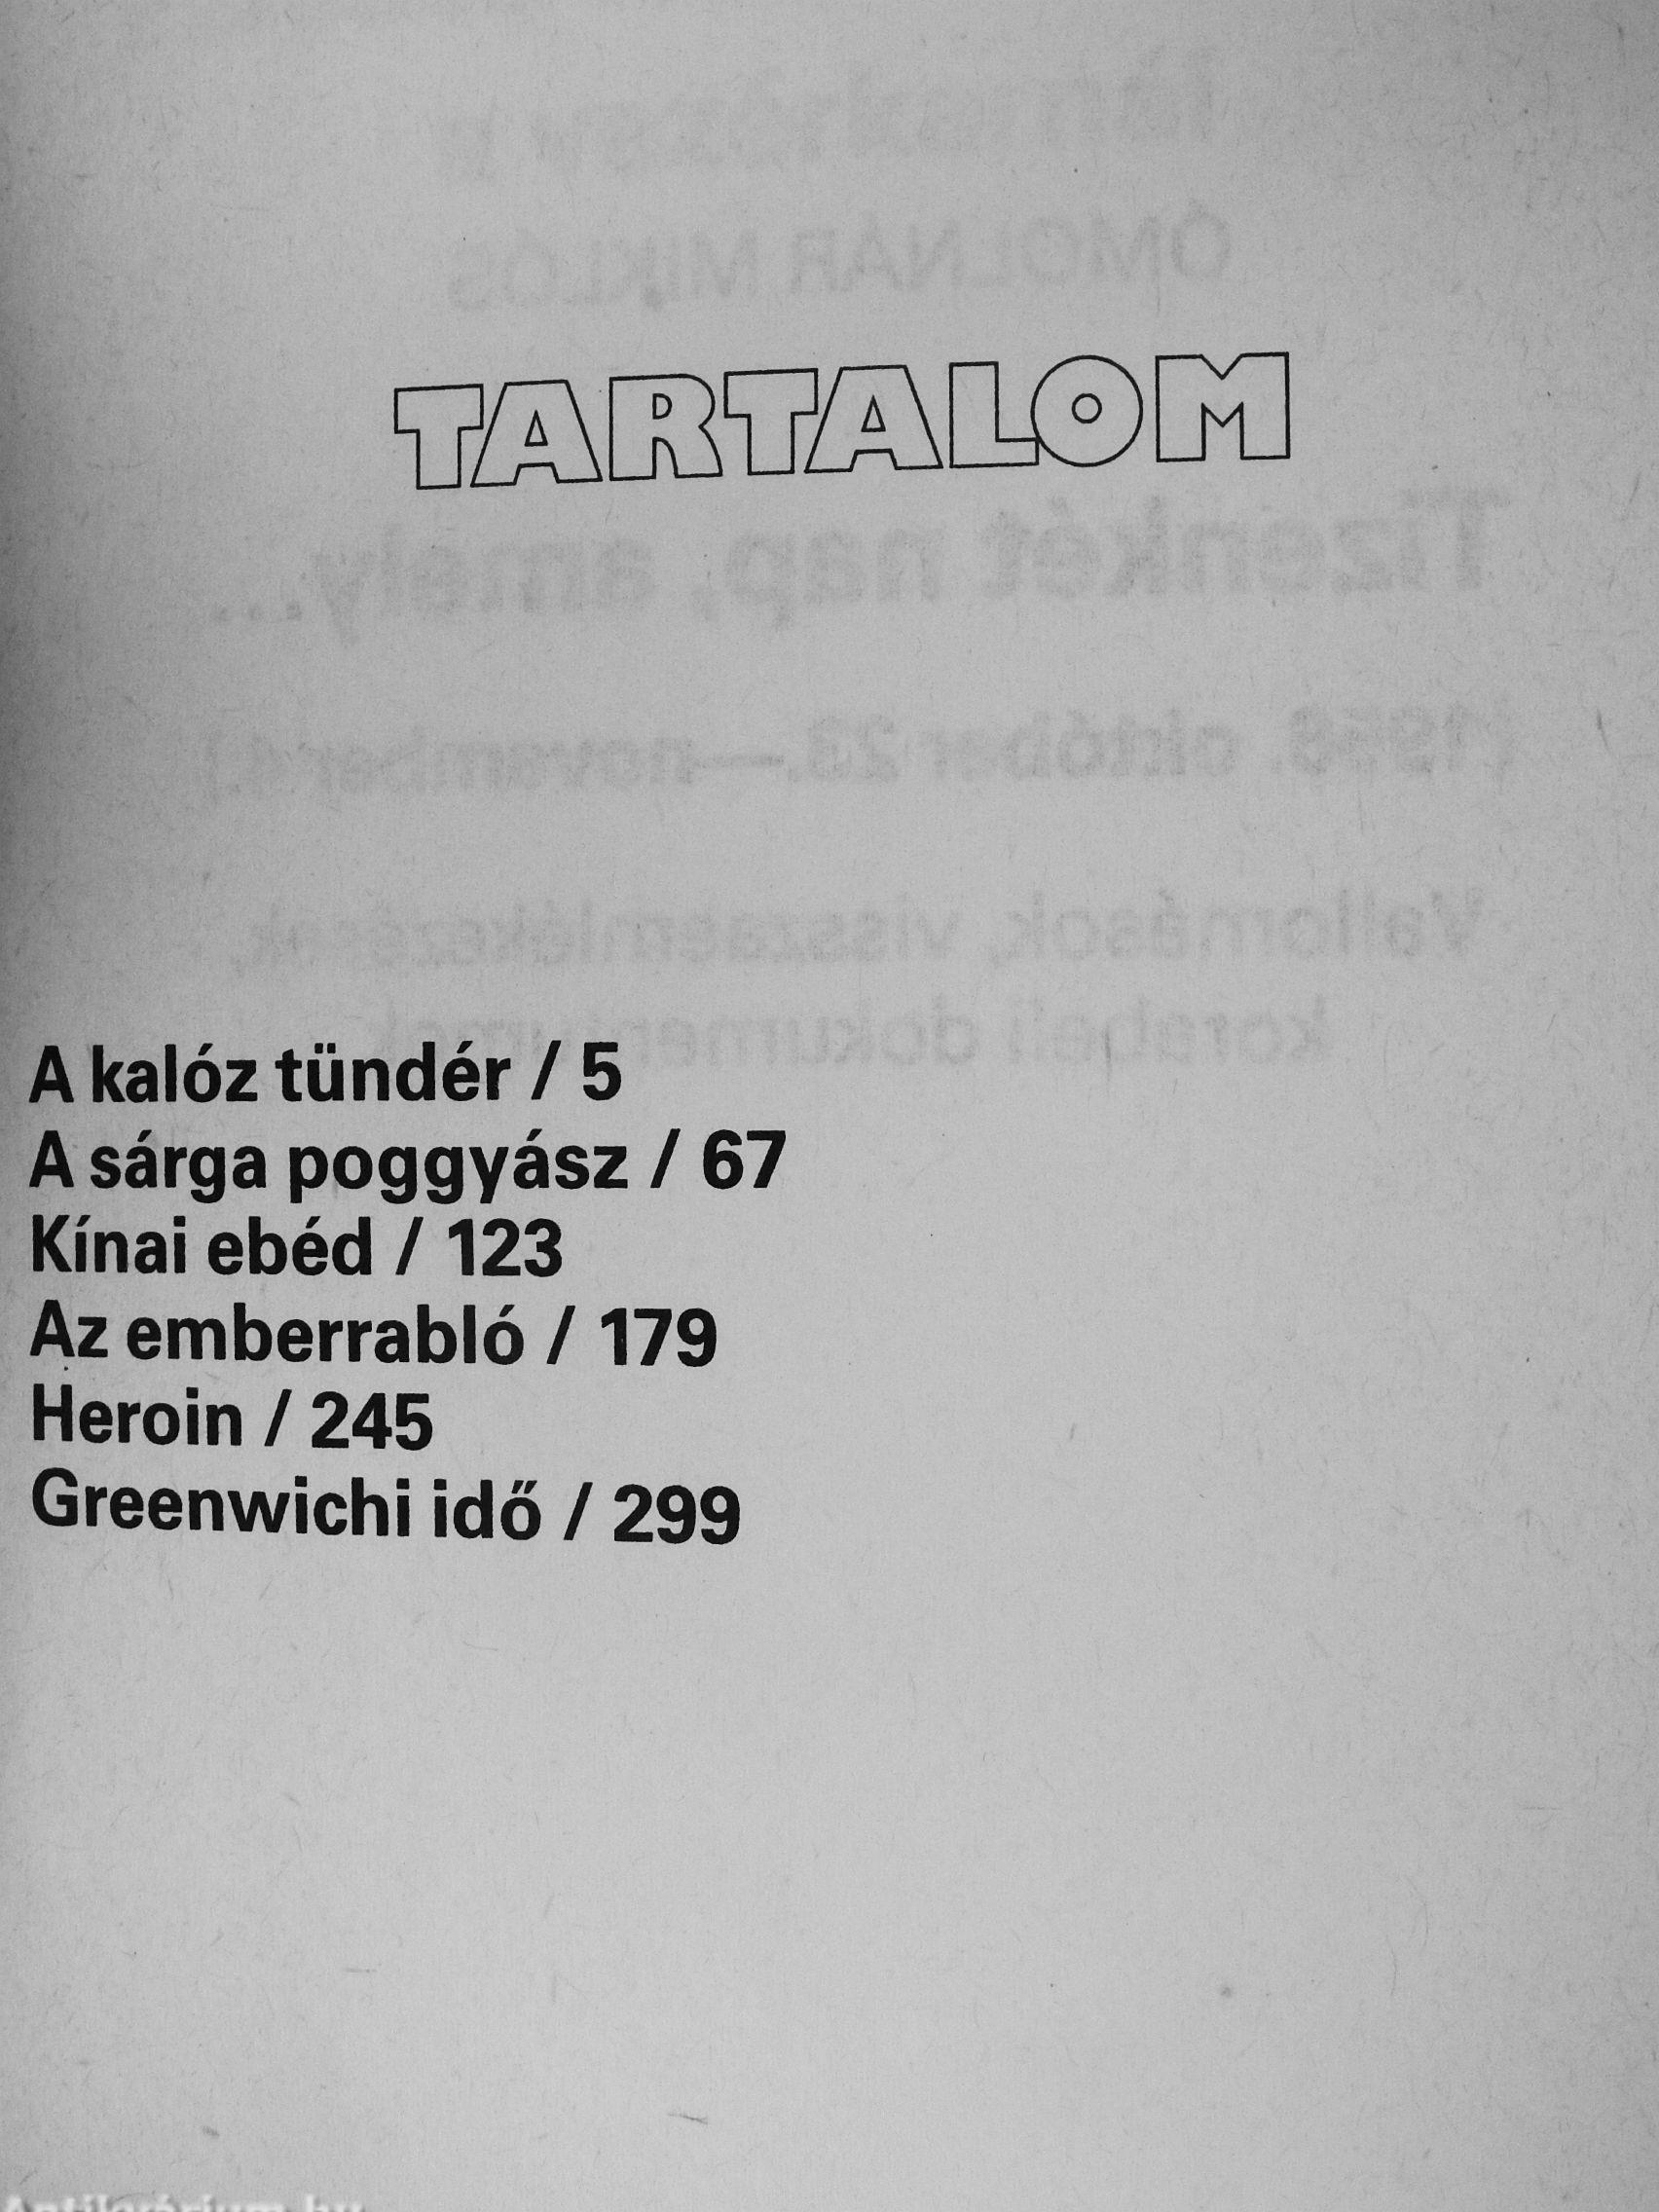 TARTALOM
A kalóz tündér / 5
A sárga poggyász / 67
Kínai ebéd / 123
Az emberrabló / 179
Heroin / 245
Greenwichi idő / 299